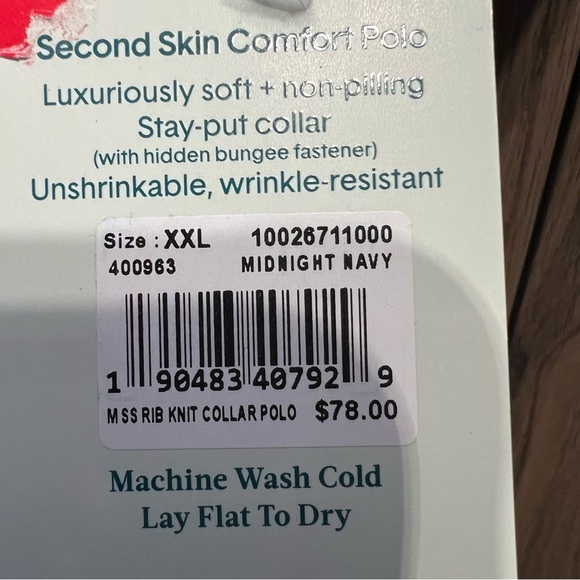 Second Skin Comfort Polo
Luxuriously soft + non-pilling
Stay-put collar
(with hidden bungee fastener)
Unshrinkable, wrinkle-resistant
Size : XXL 10026711000
400963 MIDNIGHT NAVY
1 90483 40792 9
M SS RIB KNIT COLLAR POLO $78.00
Machine Wash Cold
Lay Flat To Dry